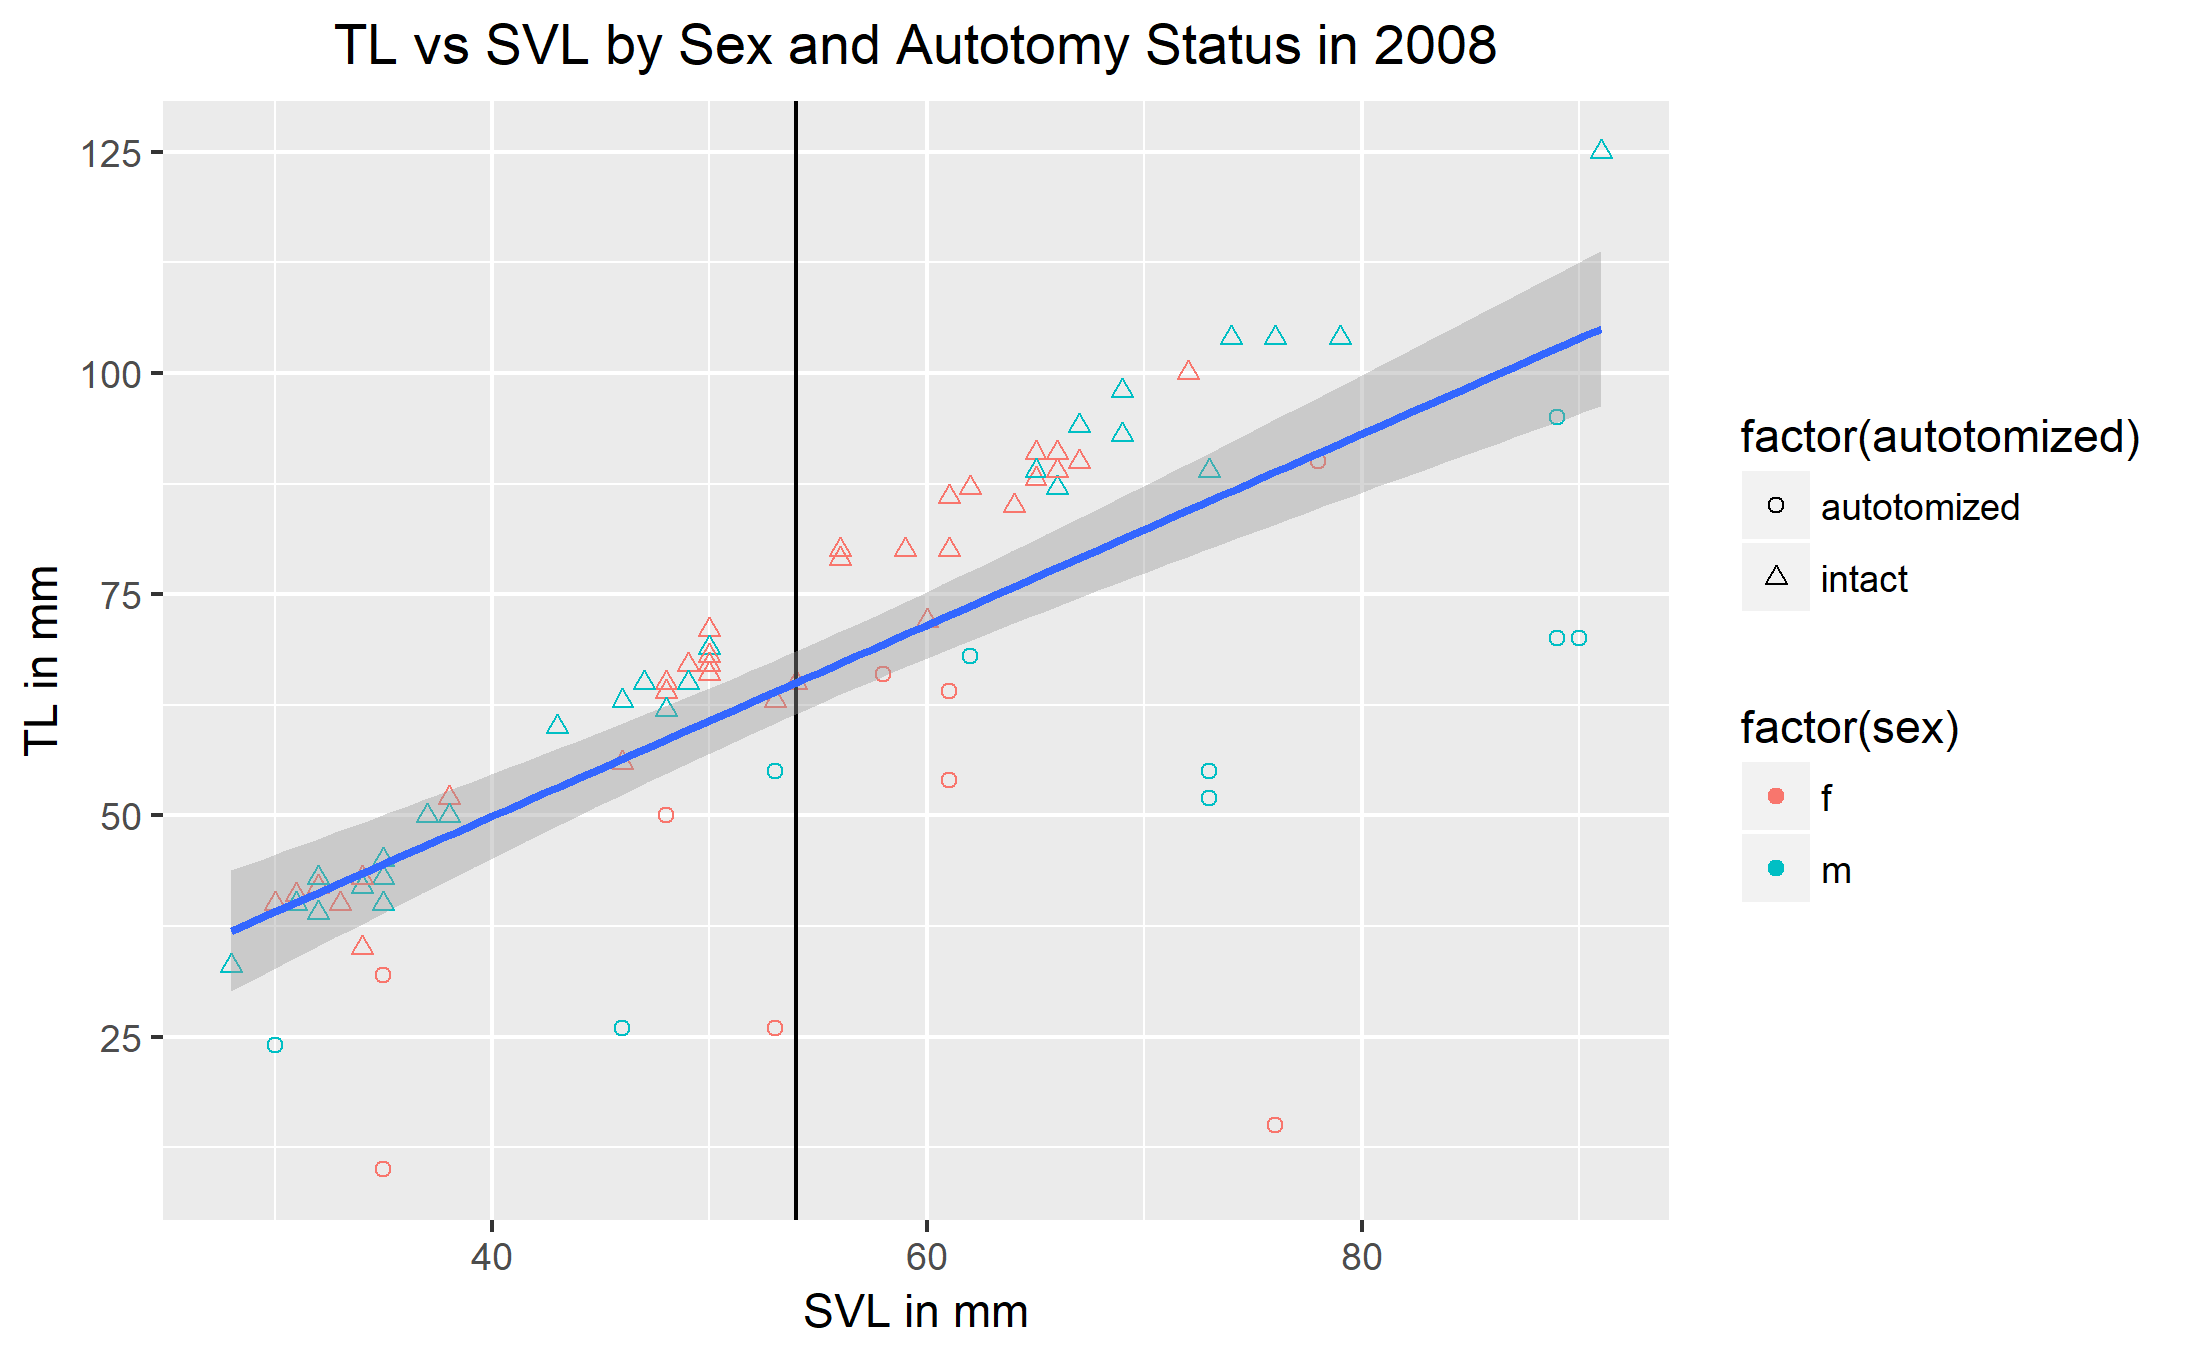 TL vs SVL by Sex and Autotomy Status in 2008
125
100
75
50
25
TL in mm
40 60 80
SVL in mm
factor(autotomized)
autotomized
intact
factor(sex)
f
m